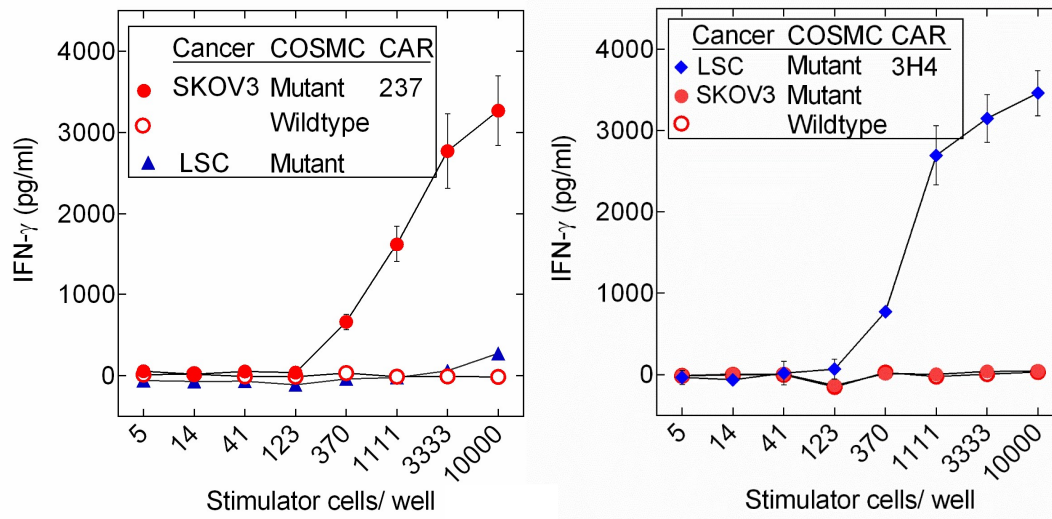 Cancer COSMC CAR
SKOV3 Mutant 237
Wildtype
LSC Mutant
4000
3000
2000
1000
0
IFN-γ (pg/ml)
5 14 41 123 370 1111 3333 10000
Stimulator cells/ well
Cancer COSMC CAR
LSC Mutant 3H4
SKOV3 Mutant
Wildtype
4000
3000
2000
1000
0
IFN-γ (pg/ml)
5 14 41 123 370 1111 3333 10000
Stimulator cells/ well